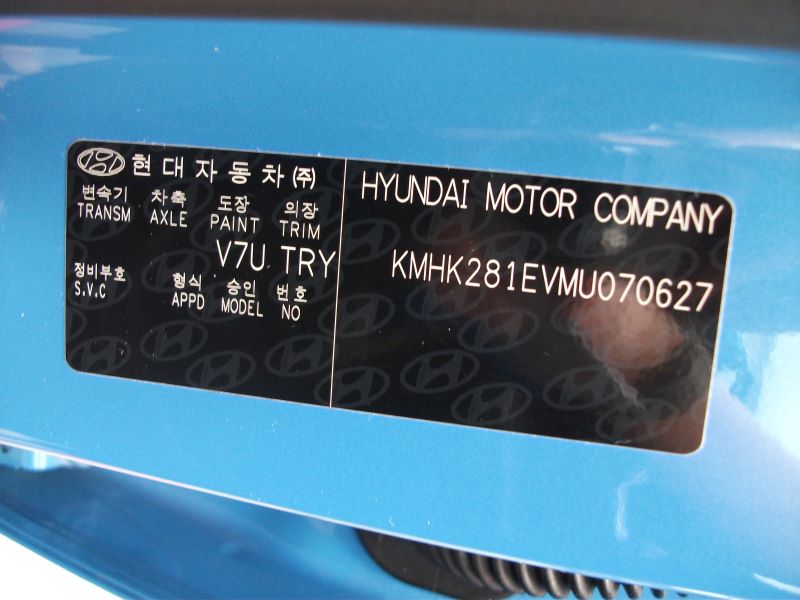 현대자동차(주)
변속기 차축 도장 의장
TRANSM AXLE PAINT TRIM
V7U TRY
정비부호 형식 승인 번호
S.V.C APPD MODEL NO
HYUNDAI MOTOR COMPANY
KMHK281EVMU070627